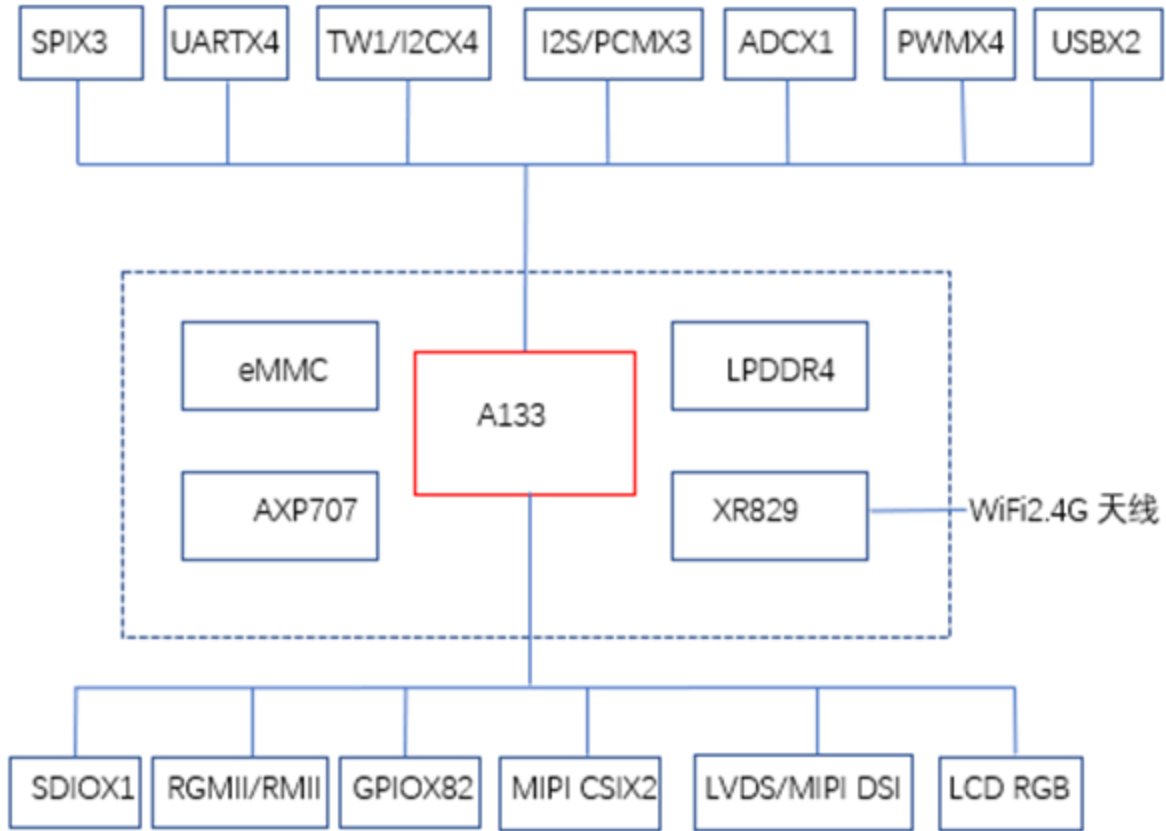 SPIX3
UARTX4
TW1/I2CX4
I2S/PCMX3
ADCX1
PWMX4
USBX2
eMMC
LPDDR4
A133
AXP707
XR829
WiFi2.4G 天线
SDIOX1
RGMII/RMII
GPIOX82
MIPI CSIX2
LVDS/MIPI DSI
LCD RGB